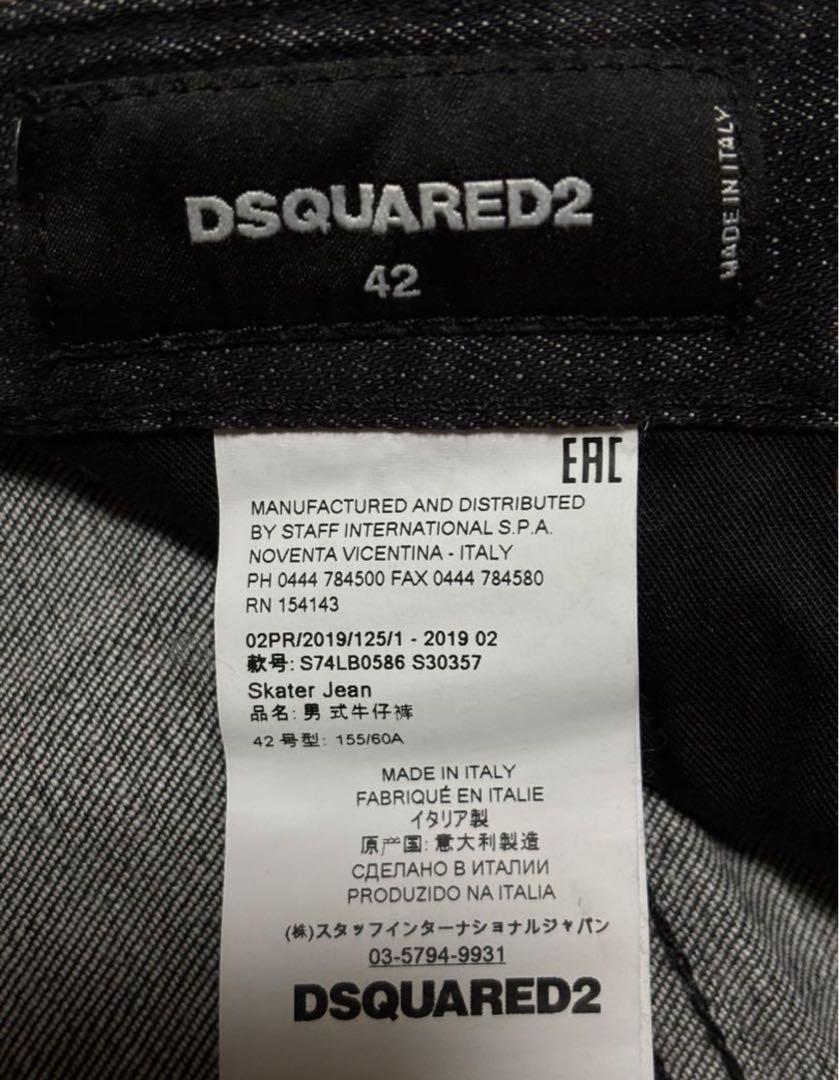 DSQUARED2
42
MADE IN ITALY
EAC
MANUFACTURED AND DISTRIBUTED
BY STAFF INTERNATIONAL S.P.A.
NOVENTA VICENTINA - ITALY
PH 0444 784500 FAX 0444 784580
RN 154143
02PR/2019/125/1 - 2019 02
款号: S74LB0586 S30357
Skater Jean
品名: 男式牛仔裤
42 号型: 155/60A
MADE IN ITALY
FABRIQUÉ EN ITALIE
イタリア製
原产国: 意大利製造
СДЕЛАНО В ИТАЛИИ
PRODUZIDO NA ITALIA
(株)スタッフインターナショナルジャパン
03-5794-9931
DSQUARED2